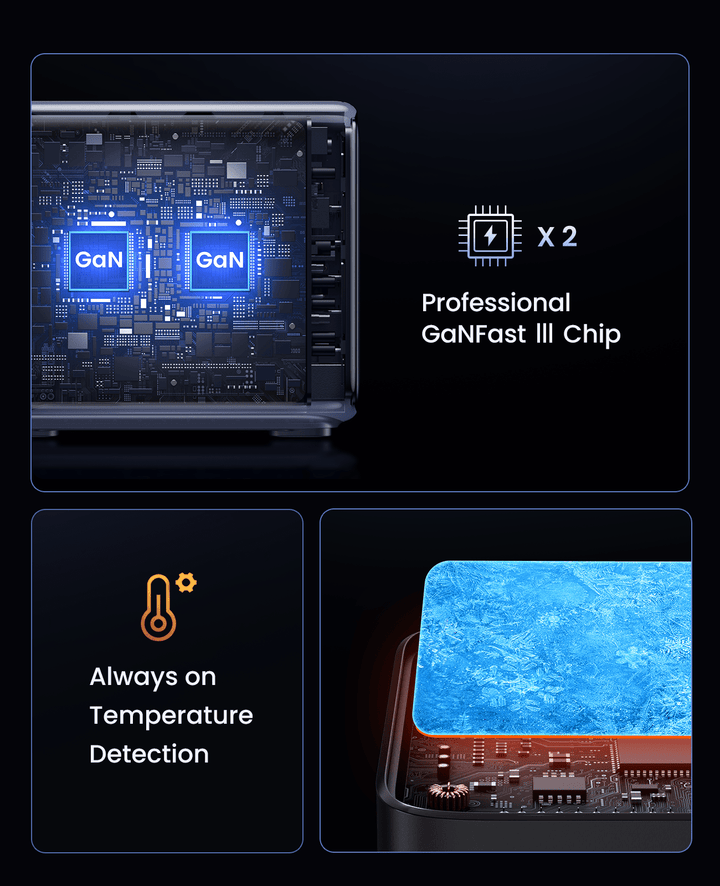 GaN
GaN
X 2
Professional
GaNFast lll Chip
Always on
Temperature
Detection